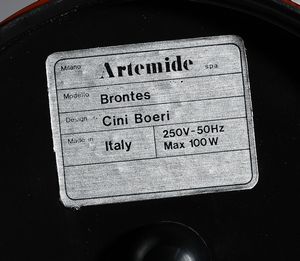 Milano Artemide spa
Modello Brontes
Design Cini Boeri
Made in Italy 250V-50Hz
Max 100W